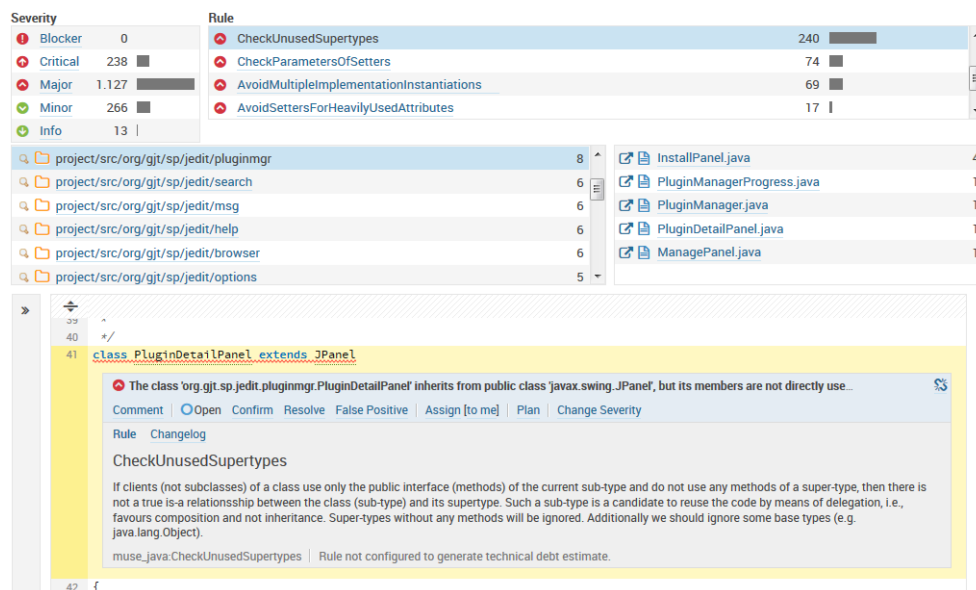 Severity
Rule
Blocker 0
Critical 238
Major 1.127
Minor 266
Info 13
CheckUnusedSupertypes 240
CheckParametersOfSetters 74
AvoidMultipleImplementationInstantiations 69
AvoidSettersForHeavilyUsedAttributes 17
project/src/org/gjt/sp/jedit/pluginmgr 8
project/src/org/gjt/sp/jedit/search 6
project/src/org/gjt/sp/jedit/msg 6
project/src/org/gjt/sp/jedit/help 6
project/src/org/gjt/sp/jedit/browser 6
project/src/org/gjt/sp/jedit/options 5
InstallPanel.java 4
PluginManagerProgress.java 1
PluginManager.java 1
PluginDetailPanel.java 1
ManagePanel.java 1
39 *
40 */
41 class PluginDetailPanel extends JPanel
The class 'org.gjt.sp.jedit.pluginmgr.PluginDetailPanel' inherits from public class 'javax.swing.JPanel', but its members are not directly use...
Comment Open Confirm Resolve False Positive Assign [to me] Plan Change Severity
Rule Changelog
CheckUnusedSupertypes
If clients (not subclasses) of a class use only the public interface (methods) of the current sub-type and do not use any methods of a super-type, then there is
not a true is-a relationsship between the class (sub-type) and its supertype. Such a sub-type is a candidate to reuse the code by means of delegation, i.e.,
favours composition and not inheritance. Super-types without any methods will be ignored. Additionally we should ignore some base types (e.g.
java.lang.Object).
muse_java:CheckUnusedSupertypes Rule not configured to generate technical debt estimate.
42 {